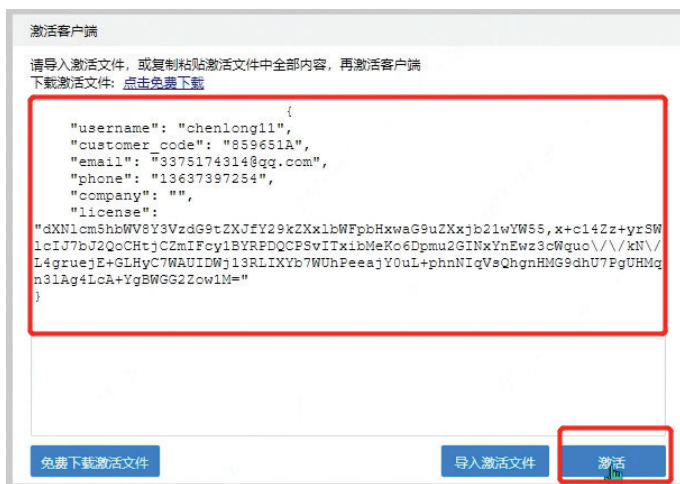 激活客户端
请导入激活文件，或复制粘贴激活文件中全部内容，再激活客户端
下载激活文件：点击免费下载
{
"username": "chenlong11",
"customer_code": "859651A",
"email": "3375174314@qq.com",
"phone": "13637397254",
"company": "",
"license":
"dXNlcm5hbWV8Y3VzdG9tZXJfY29kZXxlbWFpbHxwaG9uZXxjb21wYW55,x+c14Zz+yrSW
lcIJ7bJ2QoCHtjCZmIFcy1BYRPDQCPSvITxibMeKo6Dpmu2GINxYnEwz3cWquo\/\/kN\/
L4gruejE+GLHyC7WAUIDWj13RLIXYb7WUhPeeajY0uL+phnNIqVsQhgnHMG9dhU7PgUHMq
n3lAg4LcA+YgBWGG2Zow1M="
}
免费下载激活文件
导入激活文件
激活